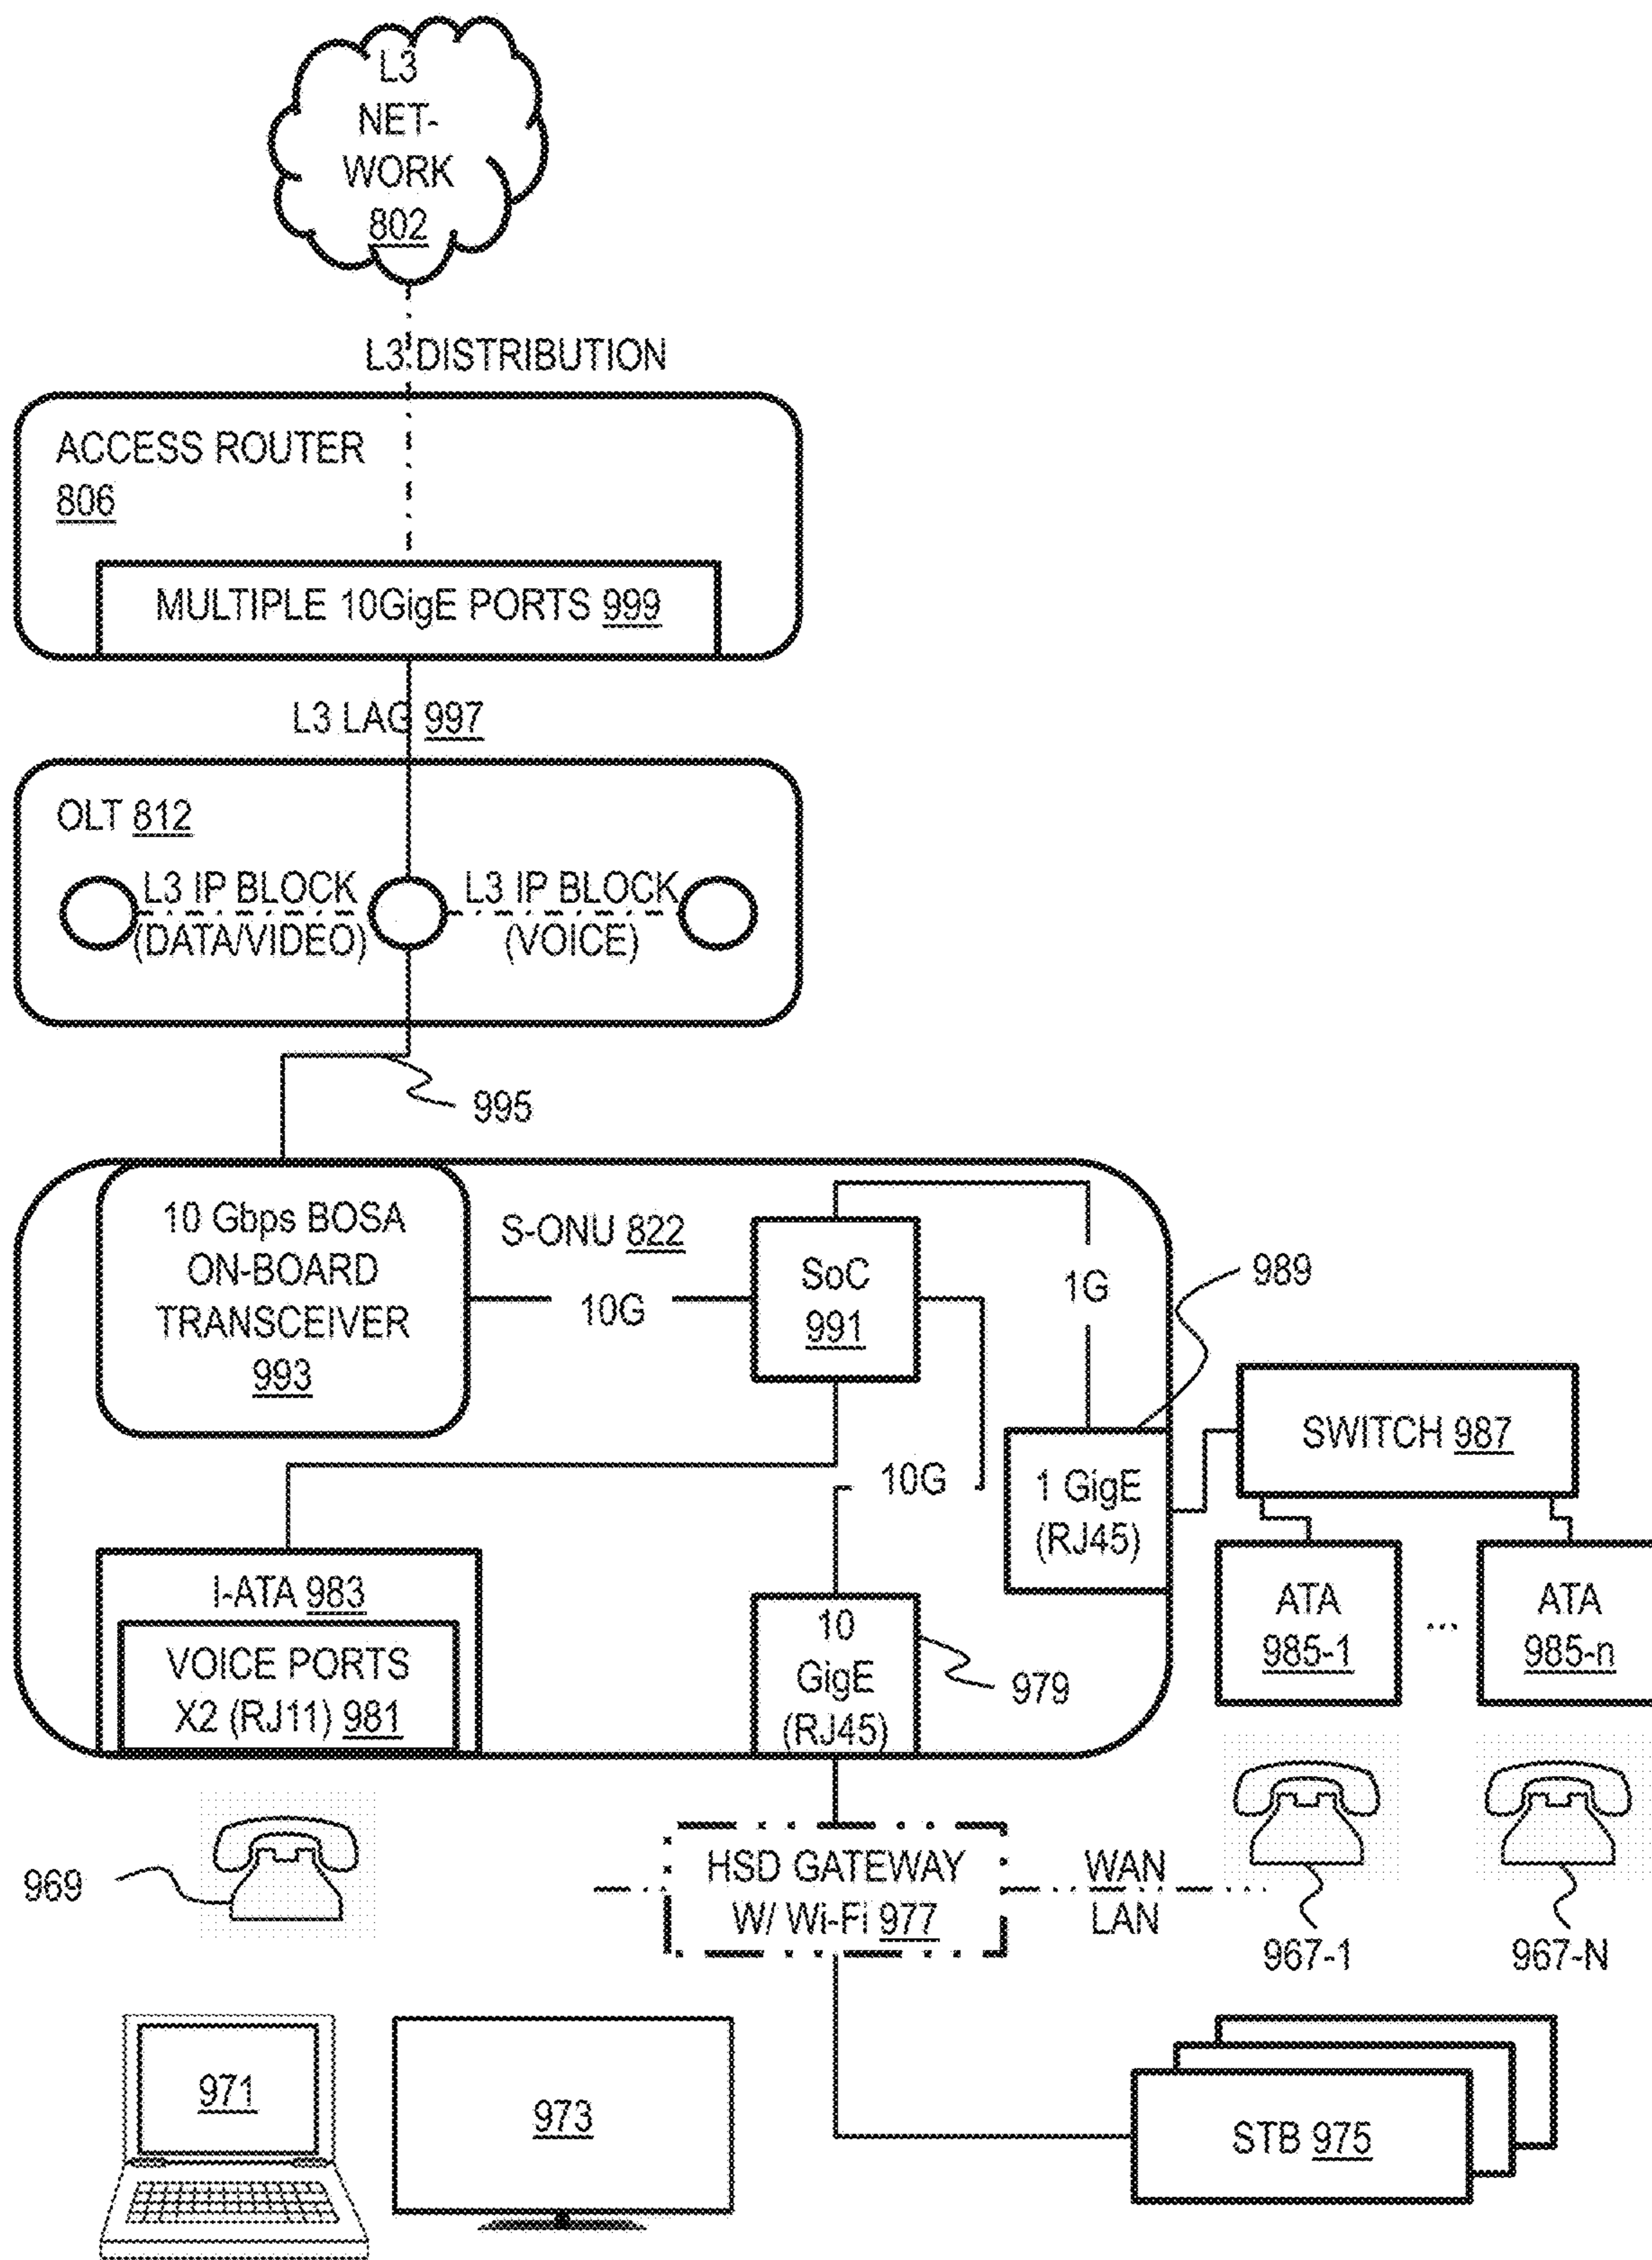 L3
NET-
WORK
802
L3 DISTRIBUTION
ACCESS ROUTER
806
MULTIPLE 10GigE PORTS 999
L3 LAG 997
OLT 812
L3 IP BLOCK
(DATA/VIDEO)
L3 IP BLOCK
(VOICE)
995
10 Gbps BOSA
ON-BOARD
TRANSCEIVER
993
S-ONU 822
10G
SoC
991
1G
989
10G
1 GigE
(RJ45)
SWITCH 987
I-ATA 983
VOICE PORTS
X2 (RJ11) 981
10
GigE
(RJ45)
979
ATA
985-1
...
ATA
985-n
969
HSD GATEWAY
W/ Wi-Fi 977
WAN
LAN
967-1
967-N
971
973
STB 975